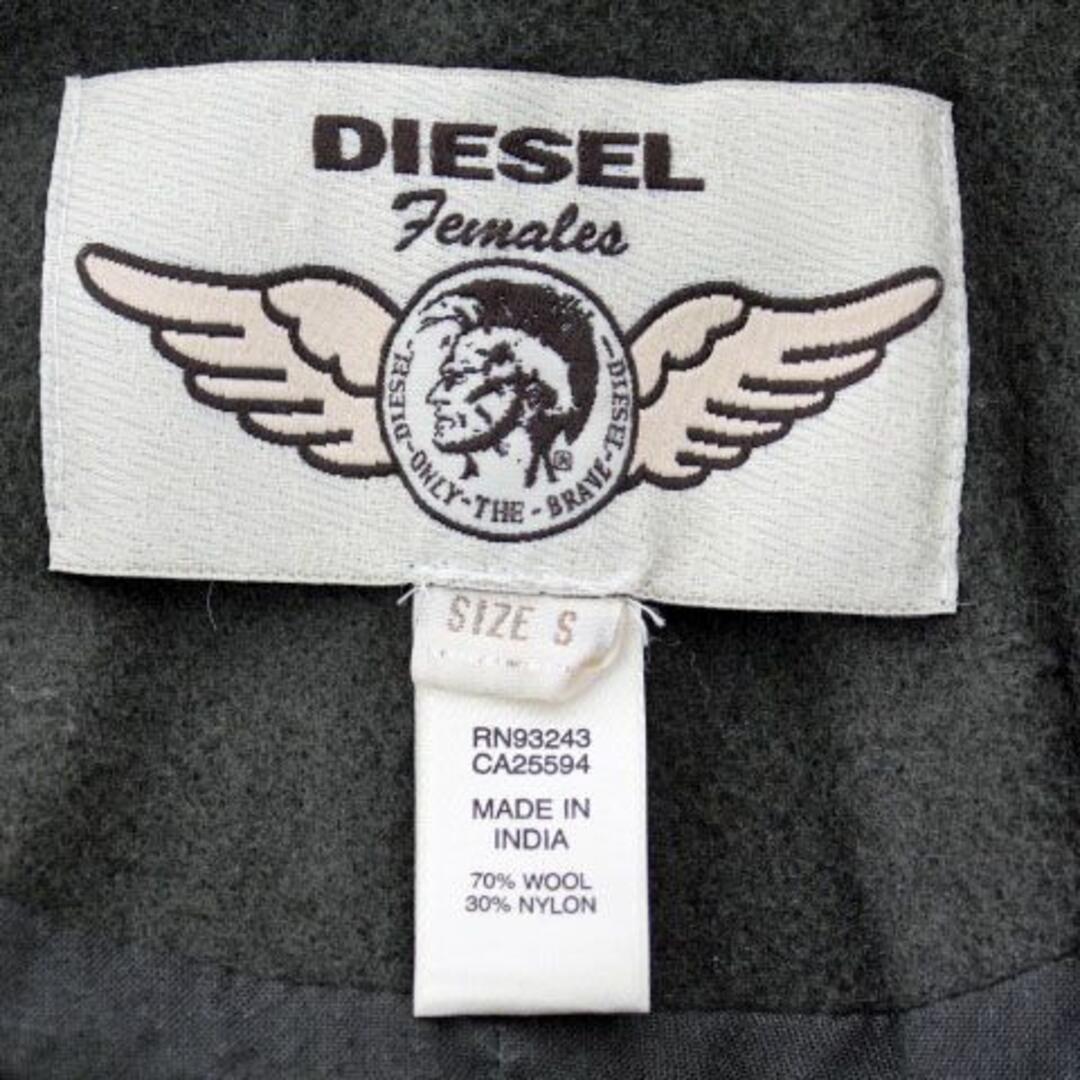 DIESEL
Females
DIESEL-ONLY-THE-BRAVE-DIESEL
SIZE S
RN93243
CA25594
MADE IN
INDIA
70% WOOL
30% NYLON